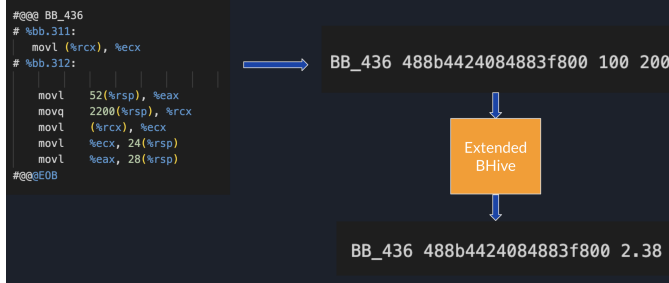 #@@@ BB_436
# %bb.311:
movl (%rcx), %ecx
# %bb.312:
movl 52(%rsp), %eax
movq 2200(%rsp), %rcx
movl (%rcx), %ecx
movl %ecx, 24(%rsp)
movl %eax, 28(%rsp)
#@@@EOB
BB_436 488b4424084883f800 100 200
Extended
BHive
BB_436 488b4424084883f800 2.38